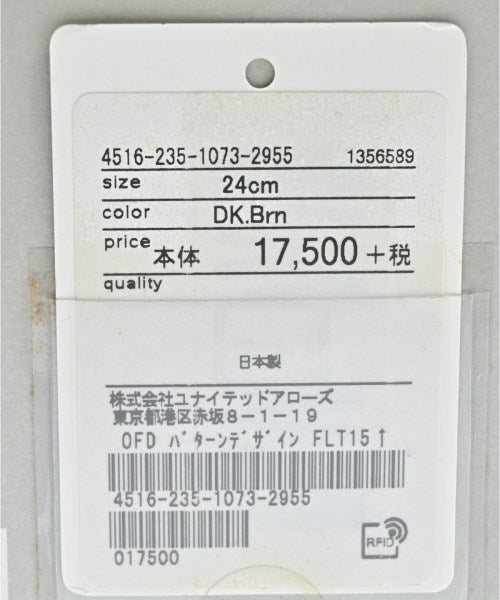 4516-235-1073-2955 1356589
size 24cm
color DK.Brn
price 本体 17,500 +税
quality
日本製
株式会社ユナイテッドアローズ
東京都港区赤坂8-1-19
OFD ﾊﾟﾀｰﾝﾃﾞｻﾞｲﾝ FLT15↑
4516-235-1073-2955
017500
RFID